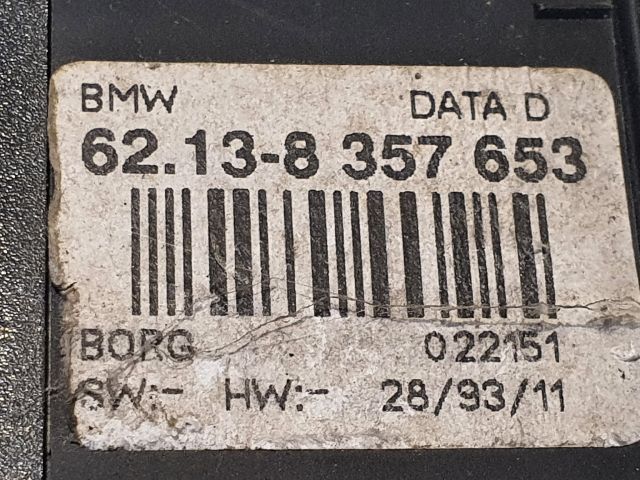 BMW DATA D
62.13-8 357 653
BORG 022151
SW:- HW:- 28/93/11